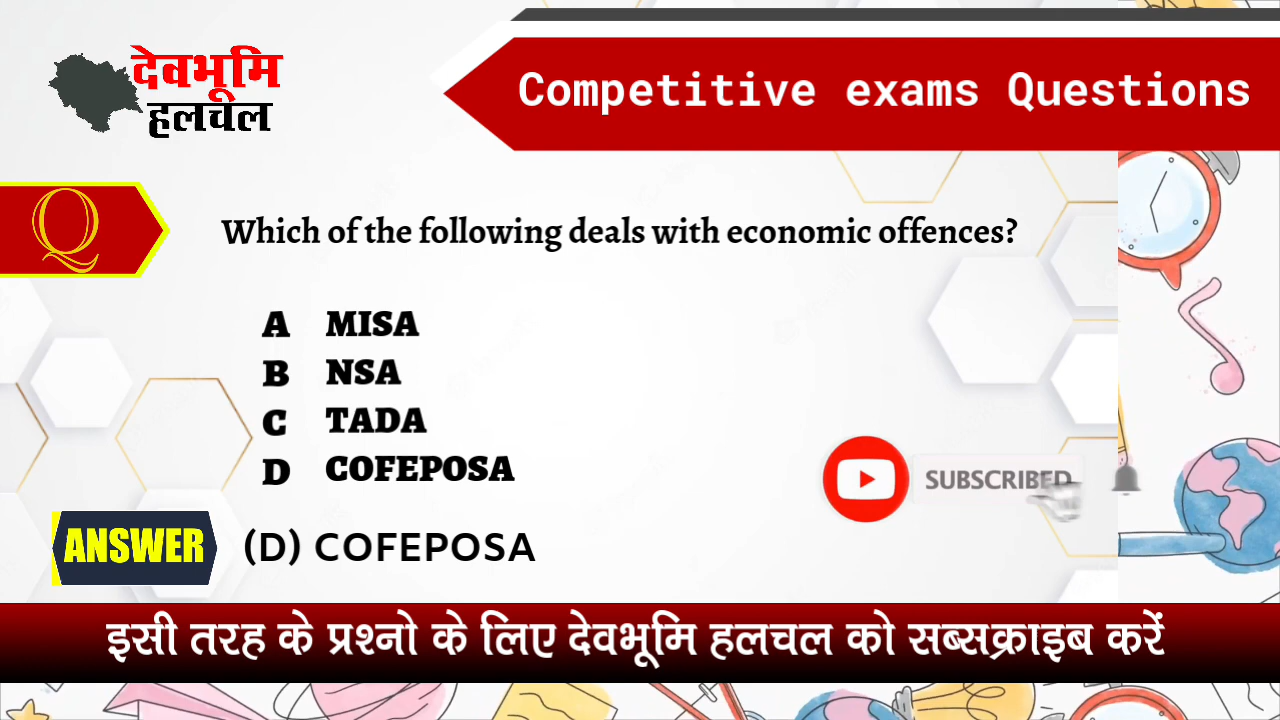 देवभूमि
हलचल
Competitive exams Questions
Q
Which of the following deals with economic offences?
A MISA
B NSA
C TADA
D COFEPOSA
SUBSCRIBED
ANSWER (D) COFEPOSA
इसी तरह के प्रश्नो के लिए देवभूमि हलचल को सब्सक्राइब करें